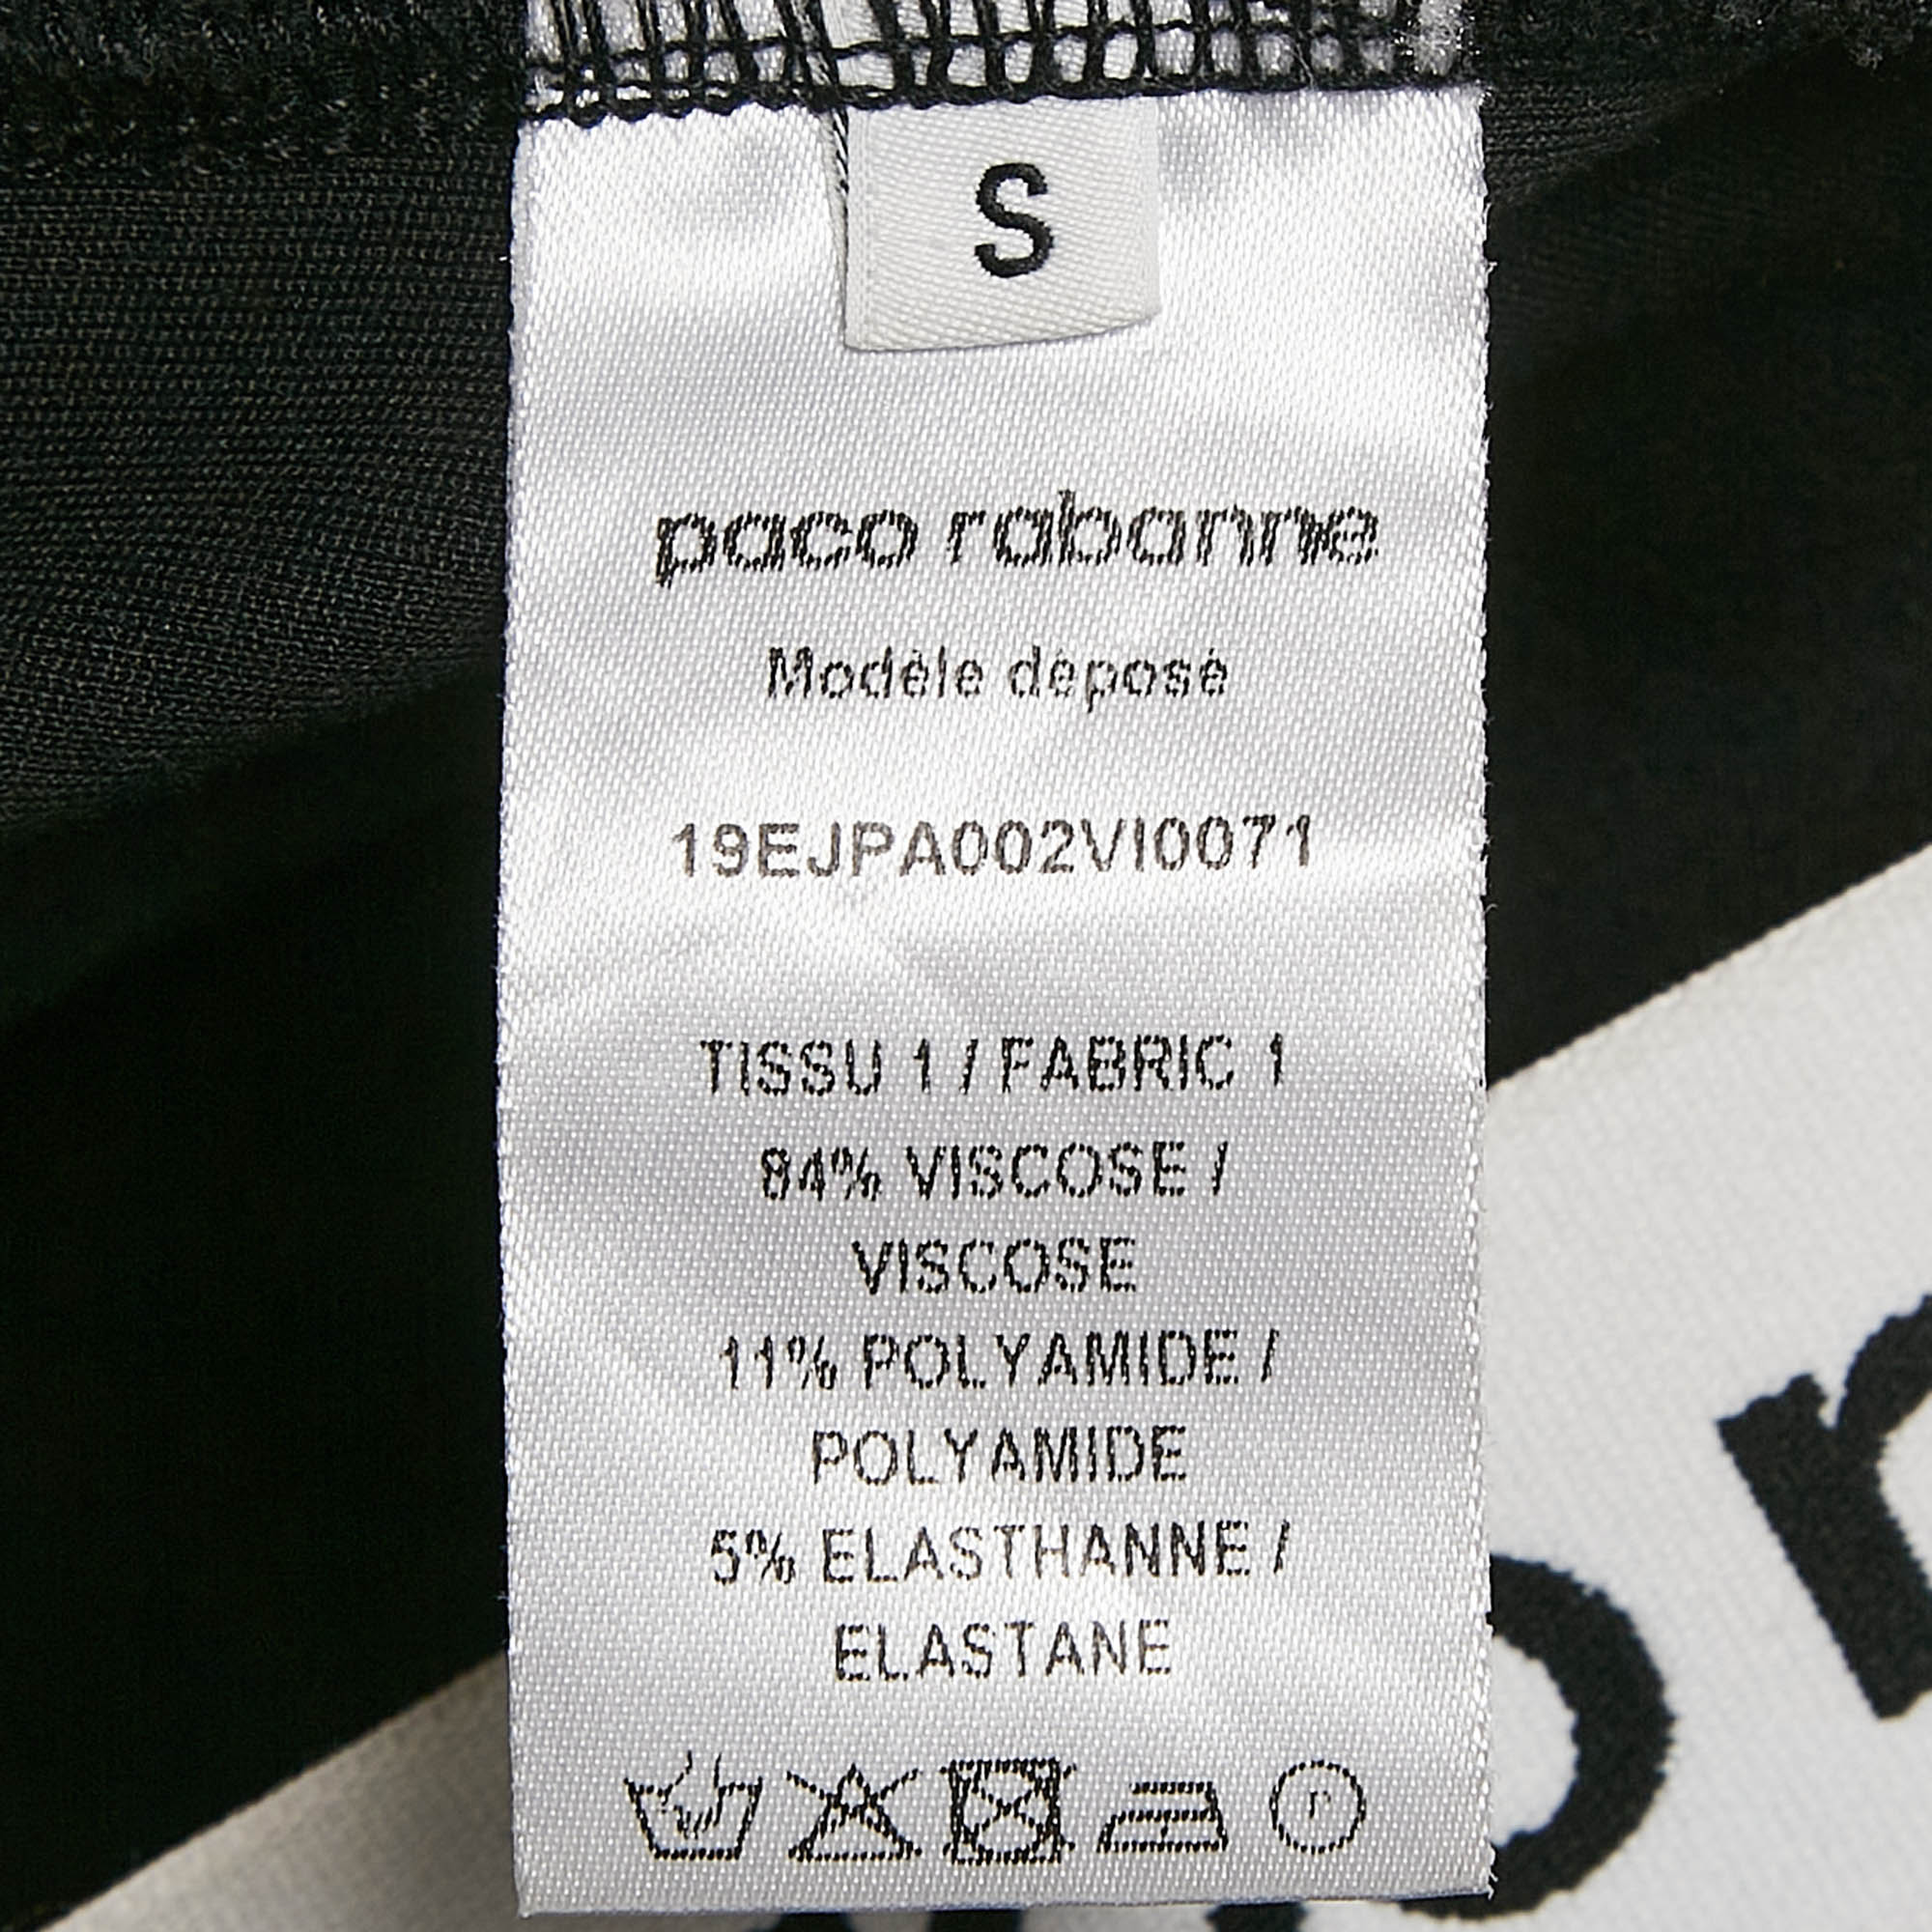 S
paco rabanne
Modèle déposé
19EJPA002VI0071
TISSU 1 / FABRIC 1
84% VISCOSE /
VISCOSE
11% POLYAMIDE /
POLYAMIDE
5% ELASTHANNE /
ELASTANE
P